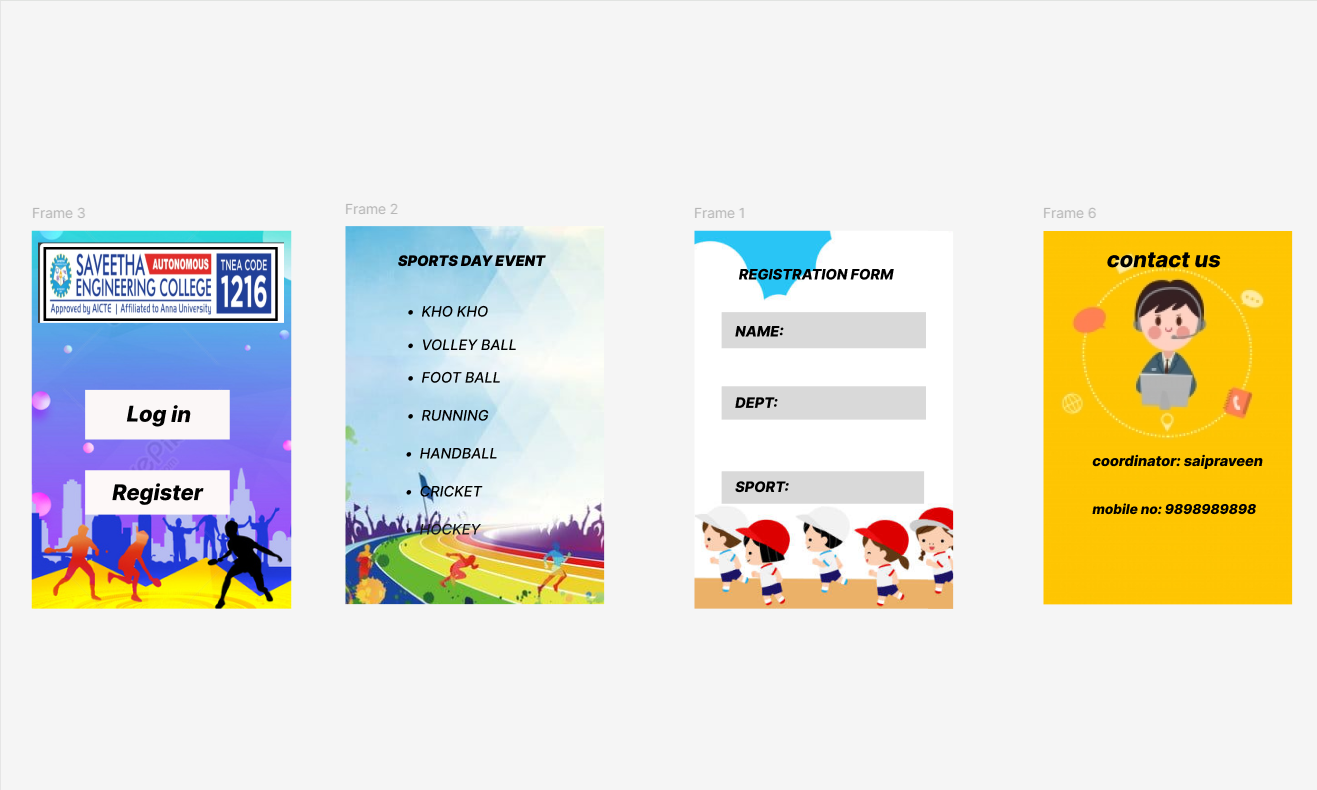 Frame 3
SAVEETHA AUTONOMOUS
ENGINEERING COLLEGE
Approved by AICTE | Affiliated to Anna University
TNEA CODE
1216
Log in
Register
Frame 2
SPORTS DAY EVENT
• KHO KHO
• VOLLEY BALL
• FOOT BALL
• RUNNING
• HANDBALL
• CRICKET
• HOCKEY
Frame 1
REGISTRATION FORM
NAME:
DEPT:
SPORT:
Frame 6
contact us
coordinator: saipraveen
mobile no: 9898989898